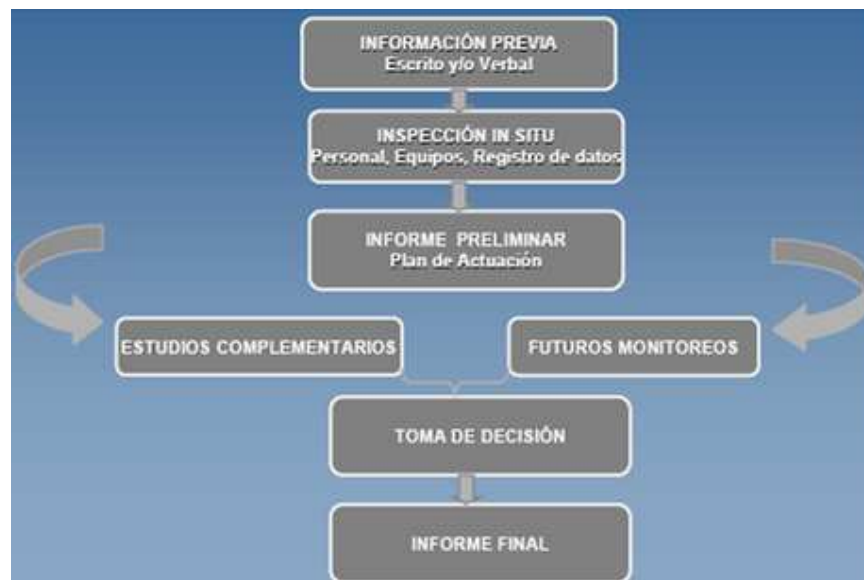 INFORMACIÓN PREVIA
Escrito y/o Verbal
INSPECCIÓN IN SITU
Personal, Equipos, Registro de datos
INFORME PRELIMINAR
Plan de Actuación
ESTUDIOS COMPLEMENTARIOS
FUTUROS MONITOREOS
TOMA DE DECISIÓN
INFORME FINAL